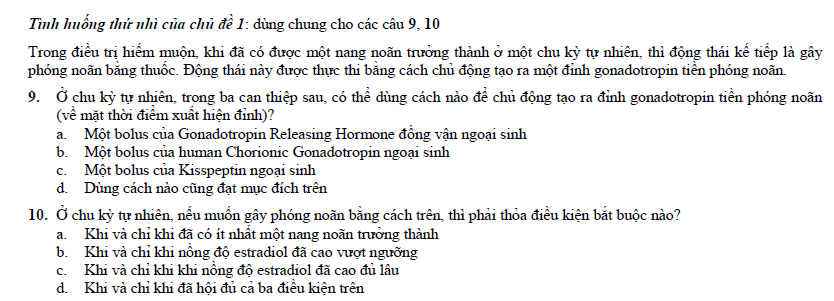 Tình huống thứ nhì của chủ đề 1: dùng chung cho các câu 9, 10
Trong điều trị hiếm muộn, khi đã có được một nang noãn trưởng thành ở một chu kỳ tự nhiên, thì động thái kế tiếp là gây
phóng noãn bằng thuốc. Động thái này được thực thi bằng cách chủ động tạo ra một đỉnh gonadotropin tiền phóng noãn.
9. Ở chu kỳ tự nhiên, trong ba can thiệp sau, có thể dùng cách nào để chủ động tạo ra đỉnh gonadotropin tiền phóng noãn
(về mặt thời điểm xuất hiện đỉnh)?
a. Một bolus của Gonadotropin Releasing Hormone đồng vận ngoại sinh
b. Một bolus của human Chorionic Gonadotropin ngoại sinh
c. Một bolus của Kisspeptin ngoại sinh
d. Dùng cách nào cũng đạt mục đích trên
10. Ở chu kỳ tự nhiên, nếu muốn gây phóng noãn bằng cách trên, thì phải thỏa điều kiện bắt buộc nào?
a. Khi và chỉ khi đã có ít nhất một nang noãn trưởng thành
b. Khi và chỉ khi nồng độ estradiol đã cao vượt ngưỡng
c. Khi và chỉ khi khi nồng độ estradiol đã cao đủ lâu
d. Khi và chỉ khi đã hội đủ cả ba điều kiện trên